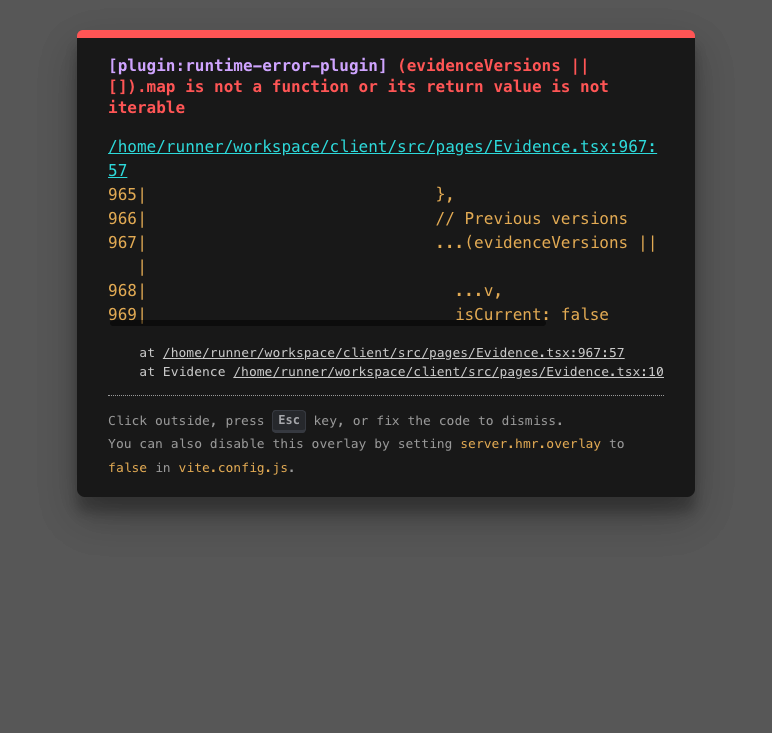 [plugin:runtime-error-plugin] (evidenceVersions ||
[]).map is not a function or its return value is not
iterable
/home/runner/workspace/client/src/pages/Evidence.tsx:967:
57
965|                              },
966|                              // Previous versions
967|                              ...(evidenceVersions ||
   |
968|                                ...v,
969|                                isCurrent: false
    at /home/runner/workspace/client/src/pages/Evidence.tsx:967:57
    at Evidence /home/runner/workspace/client/src/pages/Evidence.tsx:10
Click outside, press Esc key, or fix the code to dismiss.
You can also disable this overlay by setting server.hmr.overlay to
false in vite.config.js.